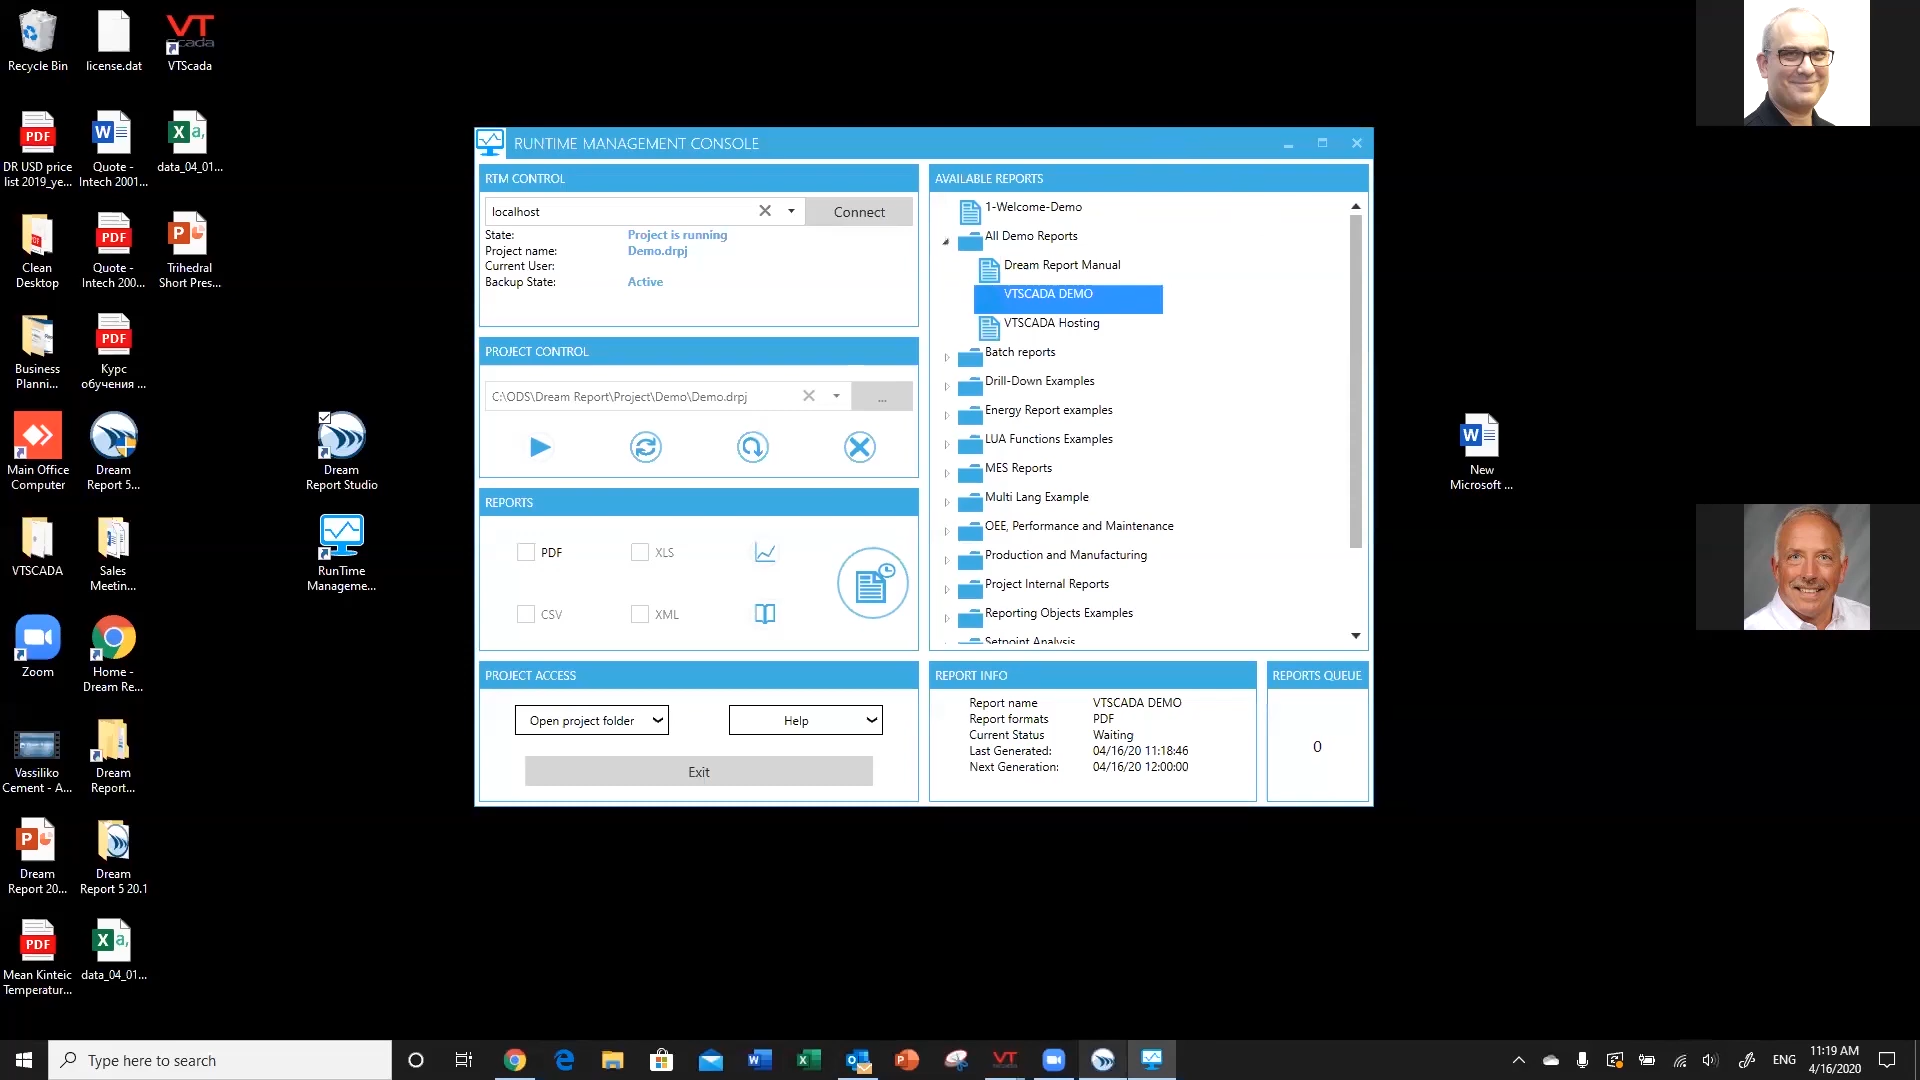 Recycle Bin
license.dat
VTScada
DR USD price
list 2019_ye...
Quote -
Intech 2001...
data_04_01...
Clean
Desktop
Quote -
Intech 200...
Trihedral
Short Pres...
Business
Planni...
Курс
обучения ...
Main Office
Computer
Dream
Report 5...
Dream
Report Studio
VTSCADA
Sales
Meetin...
RunTime
Manageme...
Zoom
Home -
Dream Re...
Vassiliko
Cement - A...
Dream
Report...
Dream
Report 20...
Dream
Report 5 20.1
Mean Kinteic
Temperatur...
data_04_01...
New
Microsoft ...
RUNTIME MANAGEMENT CONSOLE
RTM CONTROL
localhost
Connect
State: Project is running
Project name: Demo.drpj
Current User:
Backup State: Active
PROJECT CONTROL
C:\ODS\Dream Report\Project\Demo\Demo.drpj
...
REPORTS
PDF
XLS
CSV
XML
PROJECT ACCESS
Open project folder
Help
Exit
AVAILABLE REPORTS
1-Welcome-Demo
All Demo Reports
Dream Report Manual
VTSCADA DEMO
VTSCADA Hosting
Batch reports
Drill-Down Examples
Energy Report examples
LUA Functions Examples
MES Reports
Multi Lang Example
OEE, Performance and Maintenance
Production and Manufacturing
Project Internal Reports
Reporting Objects Examples
Setpoint Analysis
REPORT INFO
Report name VTSCADA DEMO
Report formats PDF
Current Status Waiting
Last Generated: 04/16/20 11:18:46
Next Generation: 04/16/20 12:00:00
REPORTS QUEUE
0
Type here to search
ENG
11:19 AM
4/16/2020